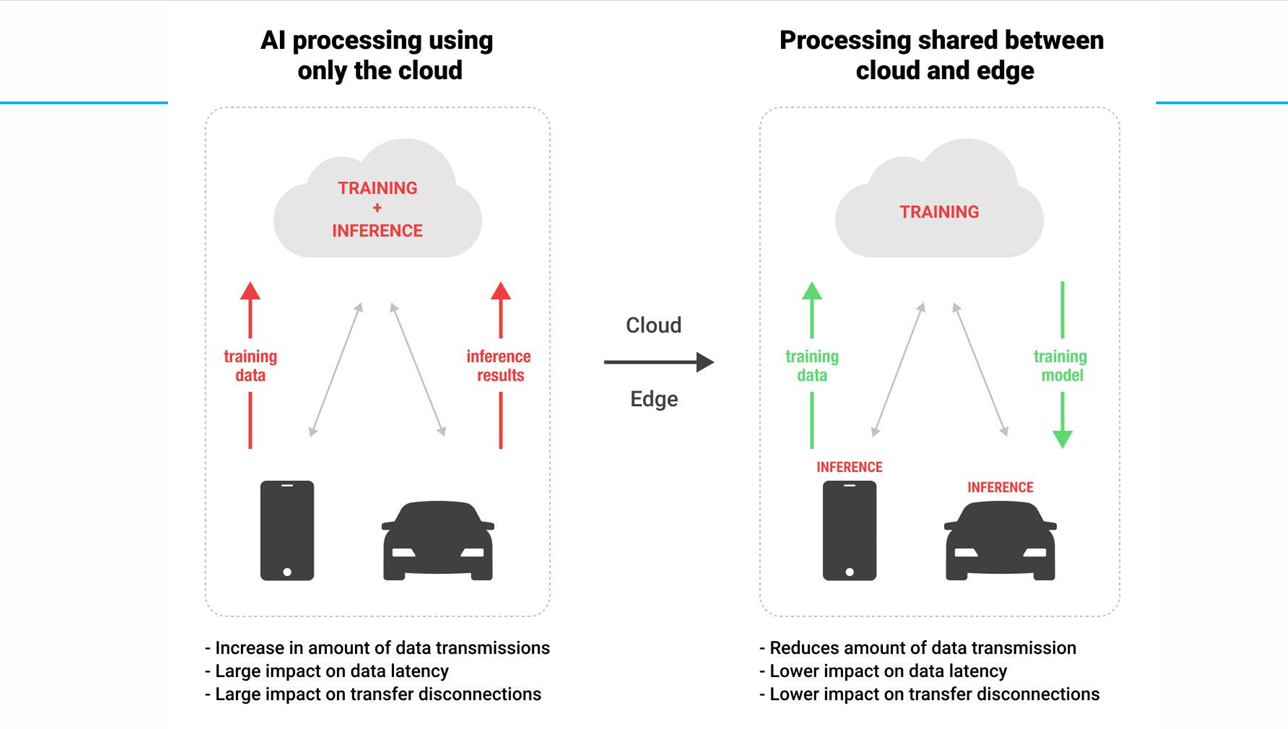 AI processing using
only the cloud
TRAINING
+
INFERENCE
training
data
inference
results
- Increase in amount of data transmissions
- Large impact on data latency
- Large impact on transfer disconnections
Cloud
Edge
Processing shared between
cloud and edge
TRAINING
training
data
training
model
INFERENCE
INFERENCE
- Reduces amount of data transmission
- Lower impact on data latency
- Lower impact on transfer disconnections